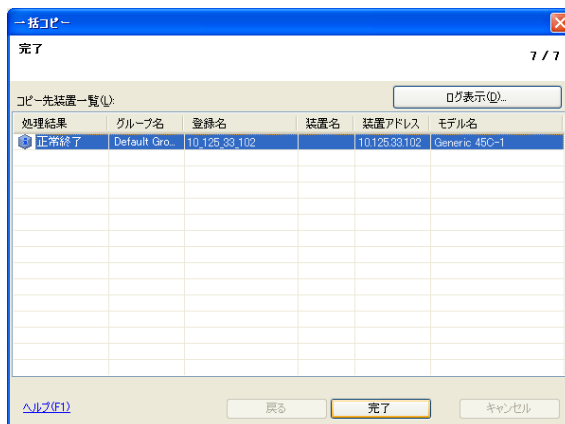 一括コピー
完了
7 / 7
コピー先装置一覧(L):
ログ表示(D)...
処理結果 グループ名 登録名 装置名 装置アドレス モデル名
正常終了 Default Gro... 10_125_33_102 10.125.33.102 Generic 45C-1
ヘルプ(F1) 戻る 完了 キャンセル